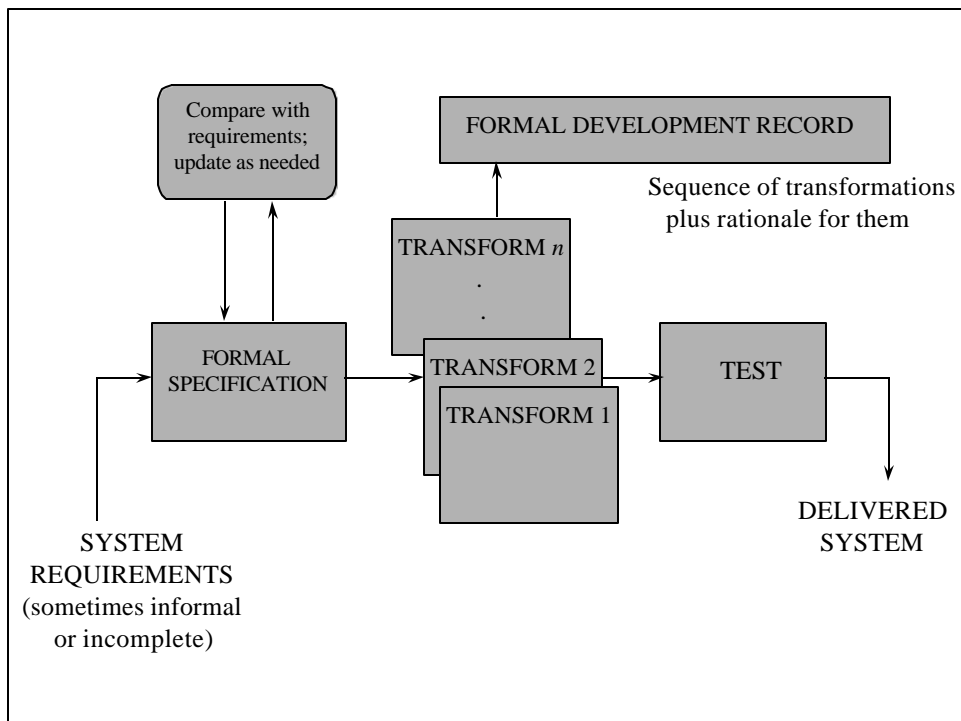 Compare with
requirements;
update as needed
FORMAL DEVELOPMENT RECORD
Sequence of transformations
plus rationale for them
TRANSFORM n
.
.
FORMAL
SPECIFICATION
TRANSFORM 2
TRANSFORM 1
TEST
SYSTEM
REQUIREMENTS
(sometimes informal
or incomplete)
DELIVERED
SYSTEM